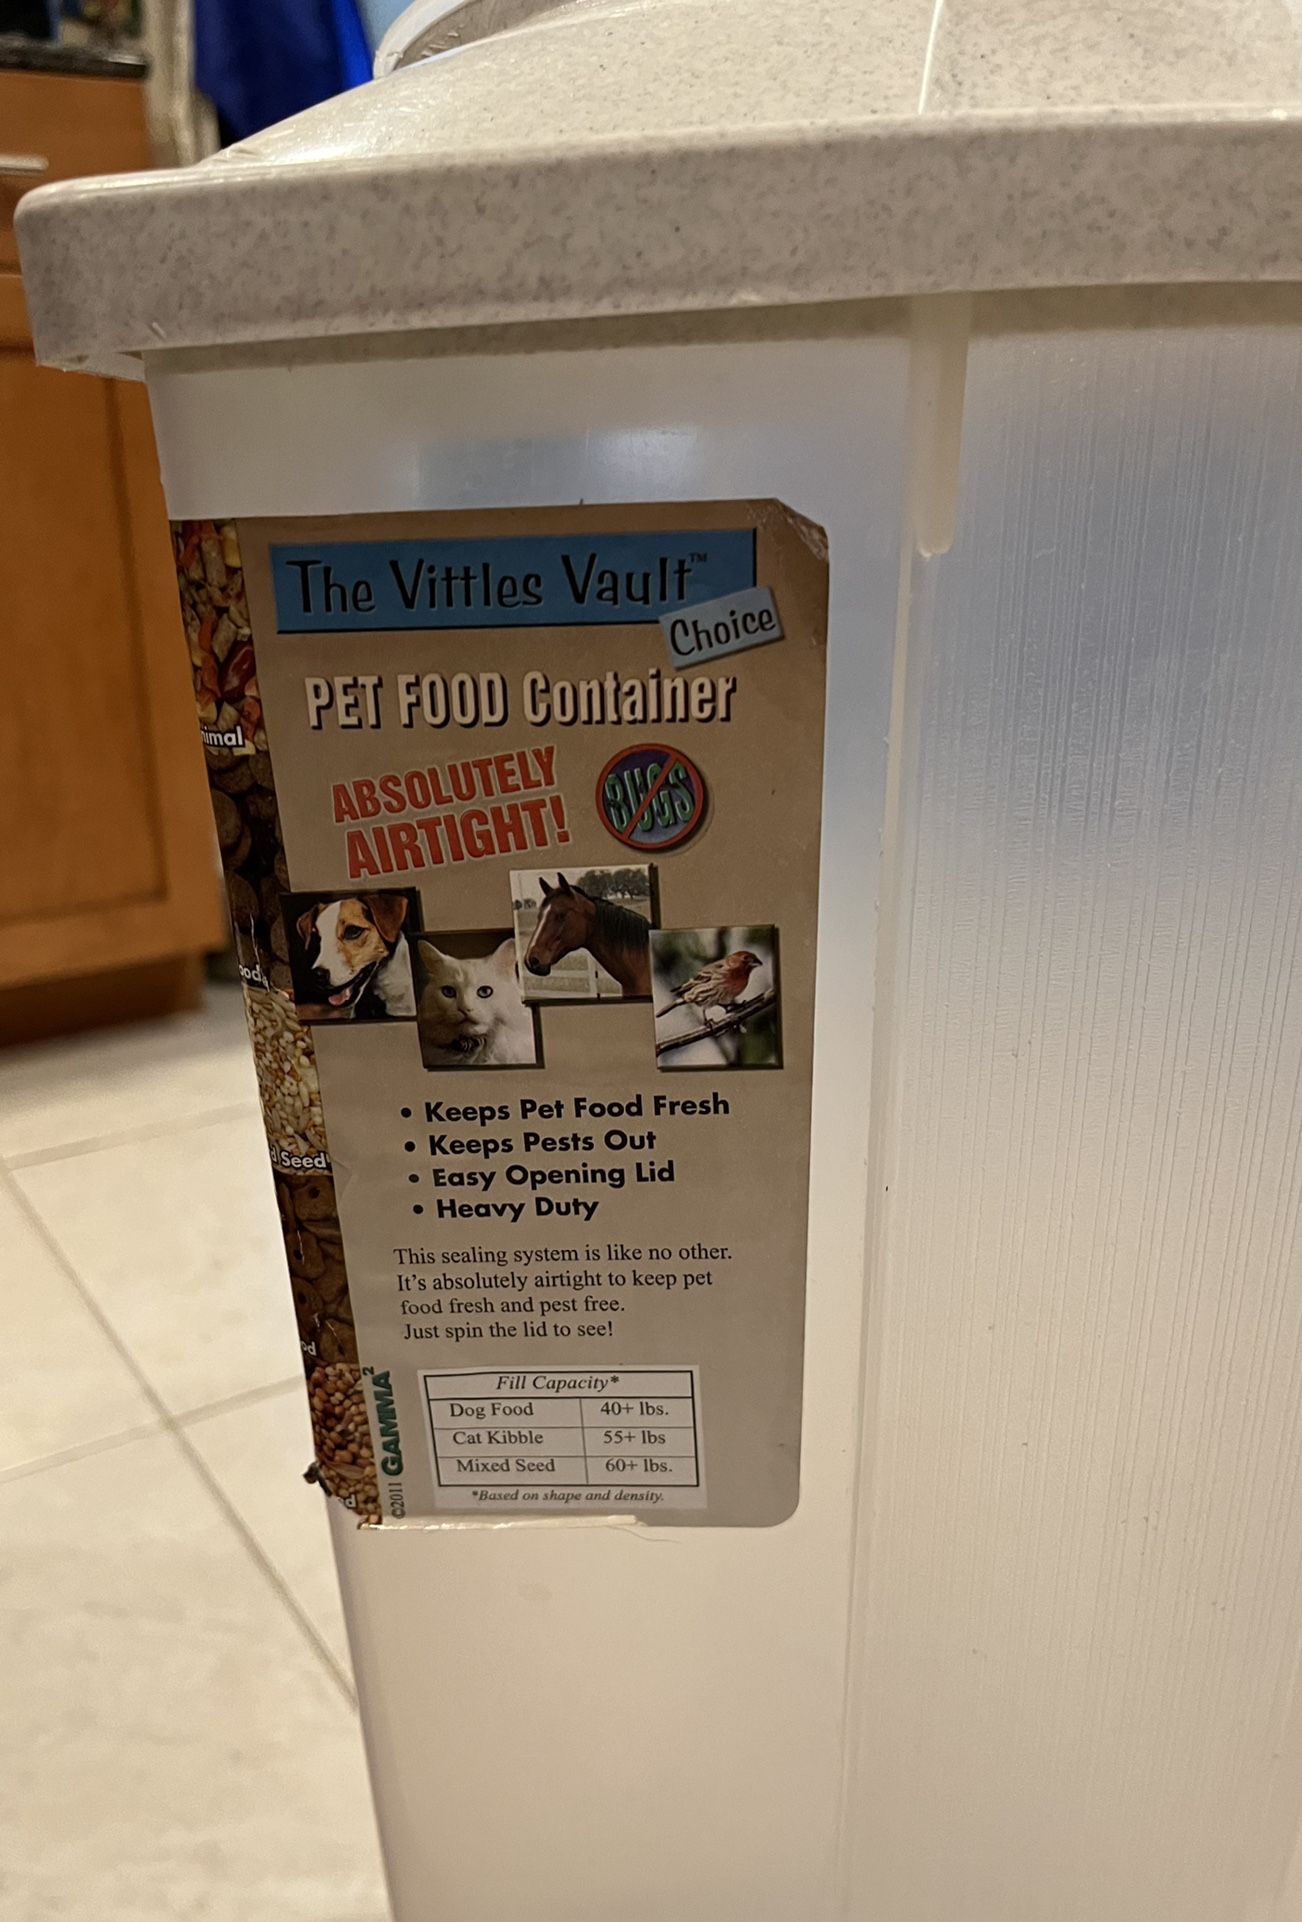 The Vittles Vault™
Choice
PET FOOD Container
ABSOLUTELY
AIRTIGHT!
BUGS
• Keeps Pet Food Fresh
• Keeps Pests Out
• Easy Opening Lid
• Heavy Duty
This sealing system is like no other.
It's absolutely airtight to keep pet
food fresh and pest free.
Just spin the lid to see!
Fill Capacity*
Dog Food 40+ lbs.
Cat Kibble 55+ lbs
Mixed Seed 60+ lbs.
*Based on shape and density.
©2011 GAMMA²
Seed